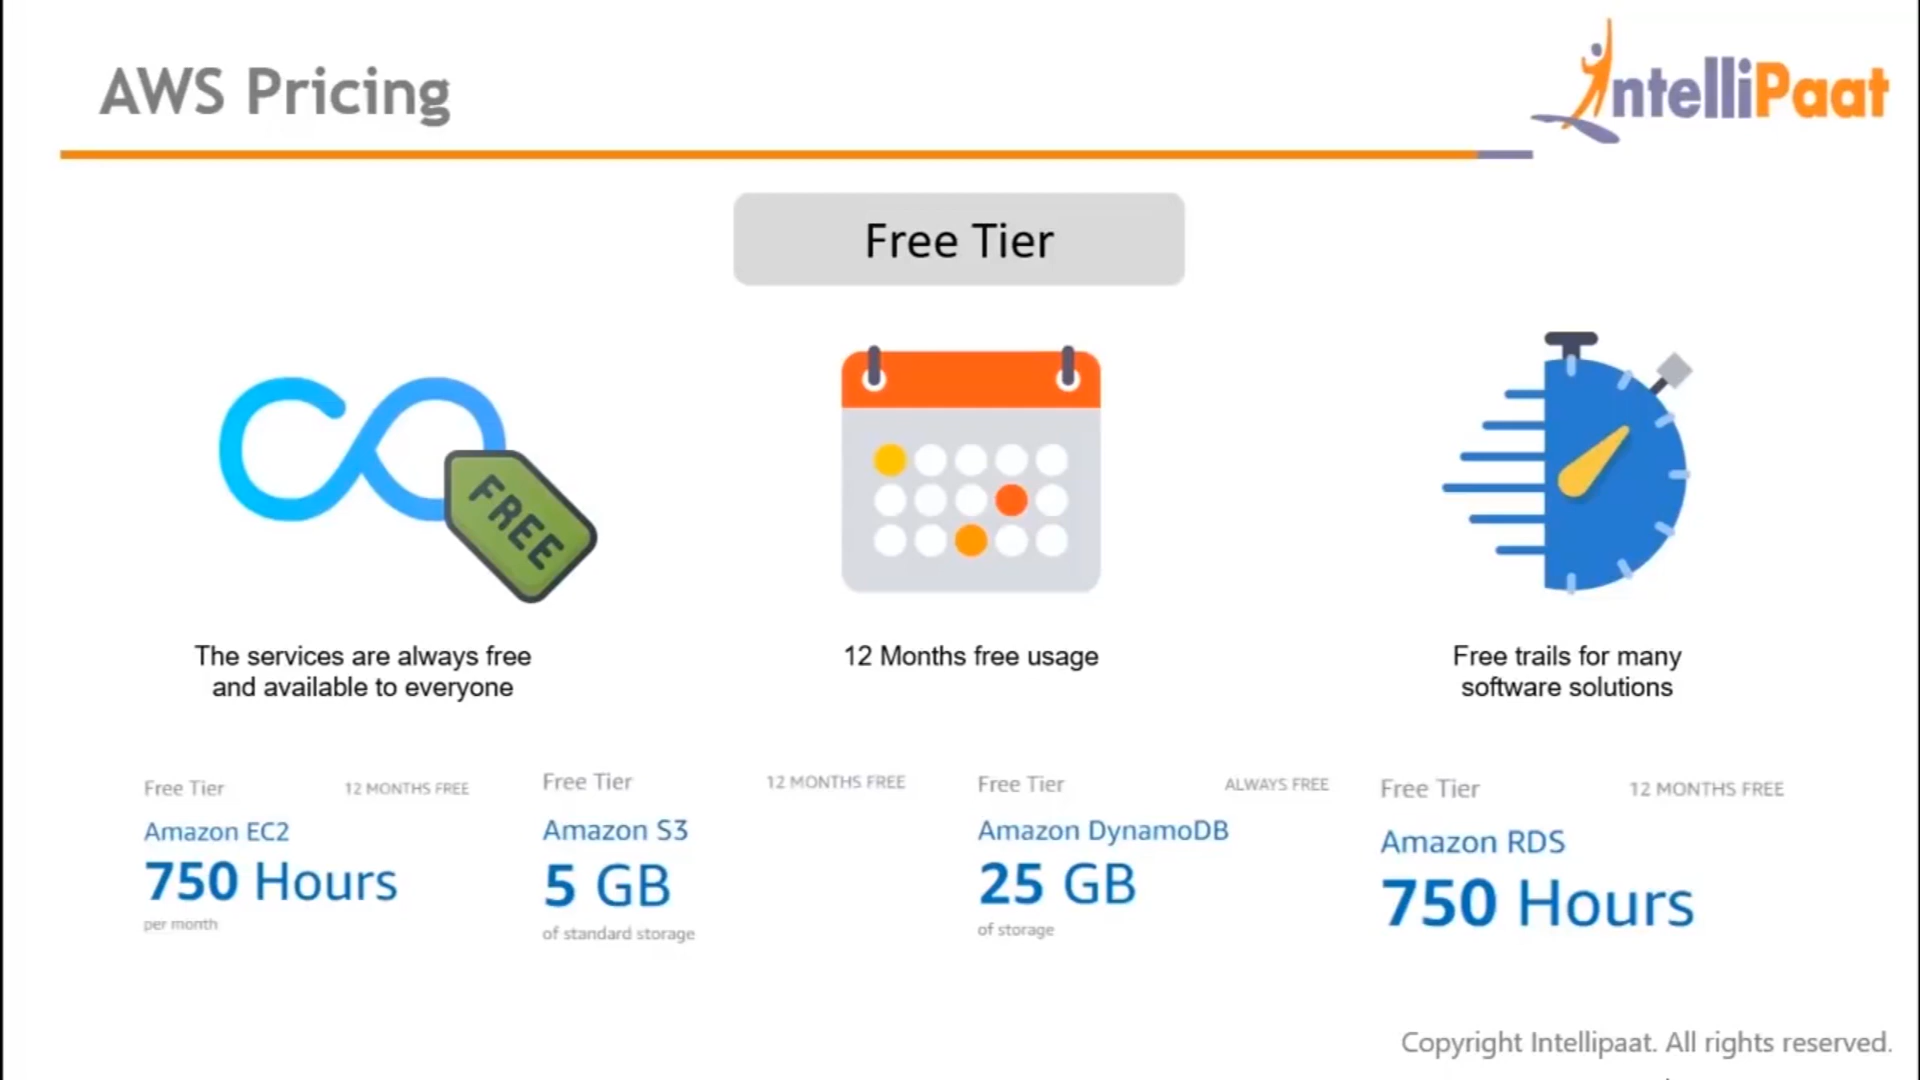 AWS Pricing
IntelliPaat
Free Tier
FREE
The services are always free
and available to everyone
12 Months free usage
Free trails for many
software solutions
Free Tier 12 MONTHS FREE
Amazon EC2
750 Hours
per month
Free Tier 12 MONTHS FREE
Amazon S3
5 GB
of standard storage
Free Tier ALWAYS FREE
Amazon DynamoDB
25 GB
of storage
Free Tier 12 MONTHS FREE
Amazon RDS
750 Hours
Copyright Intellipaat. All rights reserved.